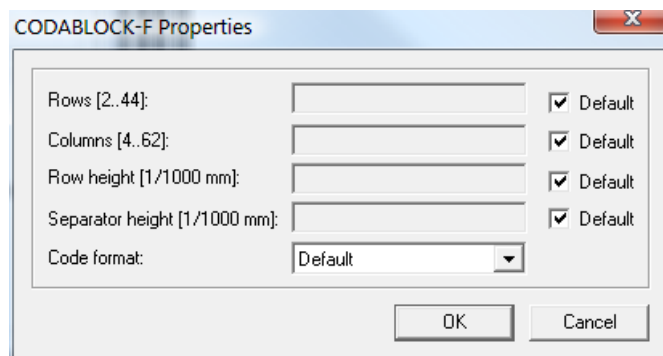 CODABLOCK-F Properties
Rows [2..44]: Default
Columns [4..62]: Default
Row height [1/1000 mm]: Default
Separator height [1/1000 mm]: Default
Code format: Default
OK Cancel